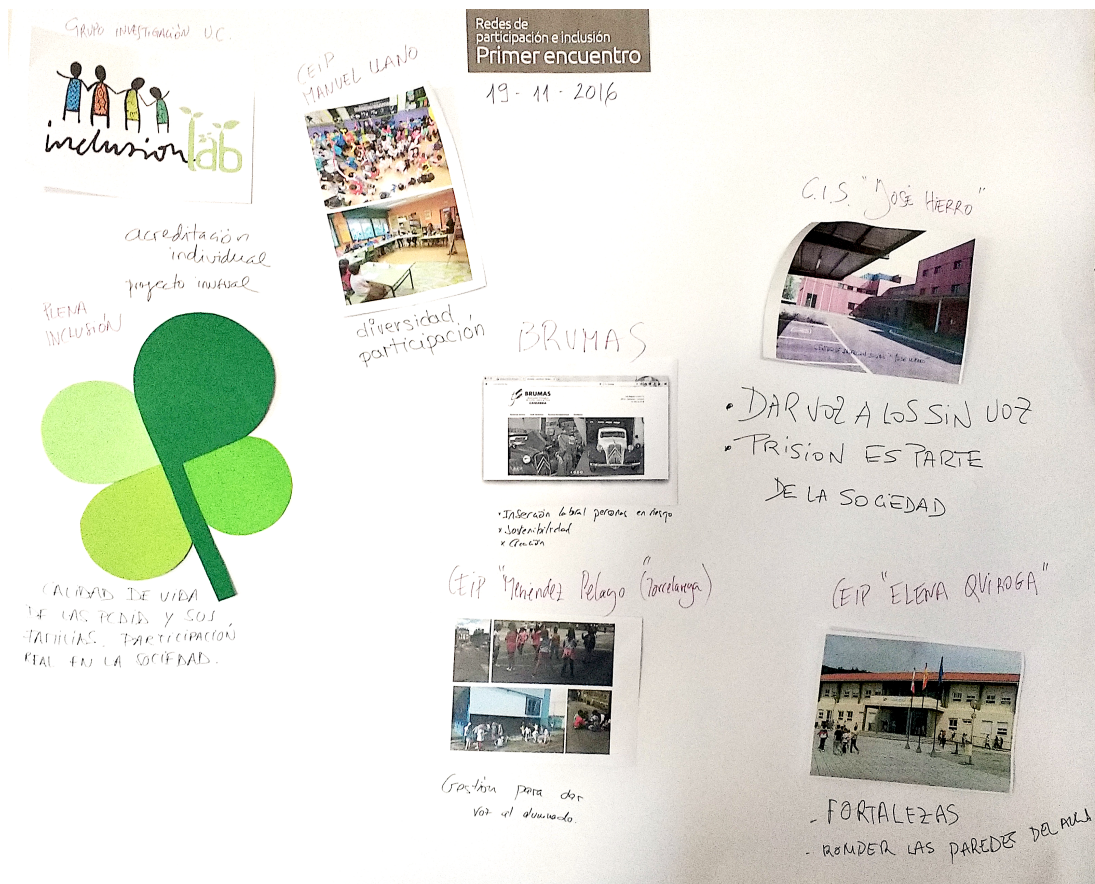 GRUPO INVESTIGACIÓN U.C.
inclusion lab
acreditación
individual
proyecto
PLENA
INCLUSIÓN
CALIDAD DE VIDA
DE LAS PCDID Y SUS
FAMILIAS. PARTICIPACIÓN
REAL EN LA SOCIEDAD.
CEIP
MANUEL LLANO
diversidad
participación
Redes de
participación e inclusión
Primer encuentro
19 - 11 - 2016
BRUMAS
BRUMAS
• Inserción laboral personas en riesgo
* Sostenibilidad
* Creación
CEIP "Menéndez Pelayo" (Torrelavega)
Gestión para dar
voz al alumnado.
C.I.S. "JOSÉ HIERRO"
• DAR VOZ A LOS SIN VOZ
• PRISION ES PARTE
DE LA SOCIEDAD
CEIP "ELENA QUIROGA"
- FORTALEZAS
- ROMPER LAS PAREDES DEL AULA